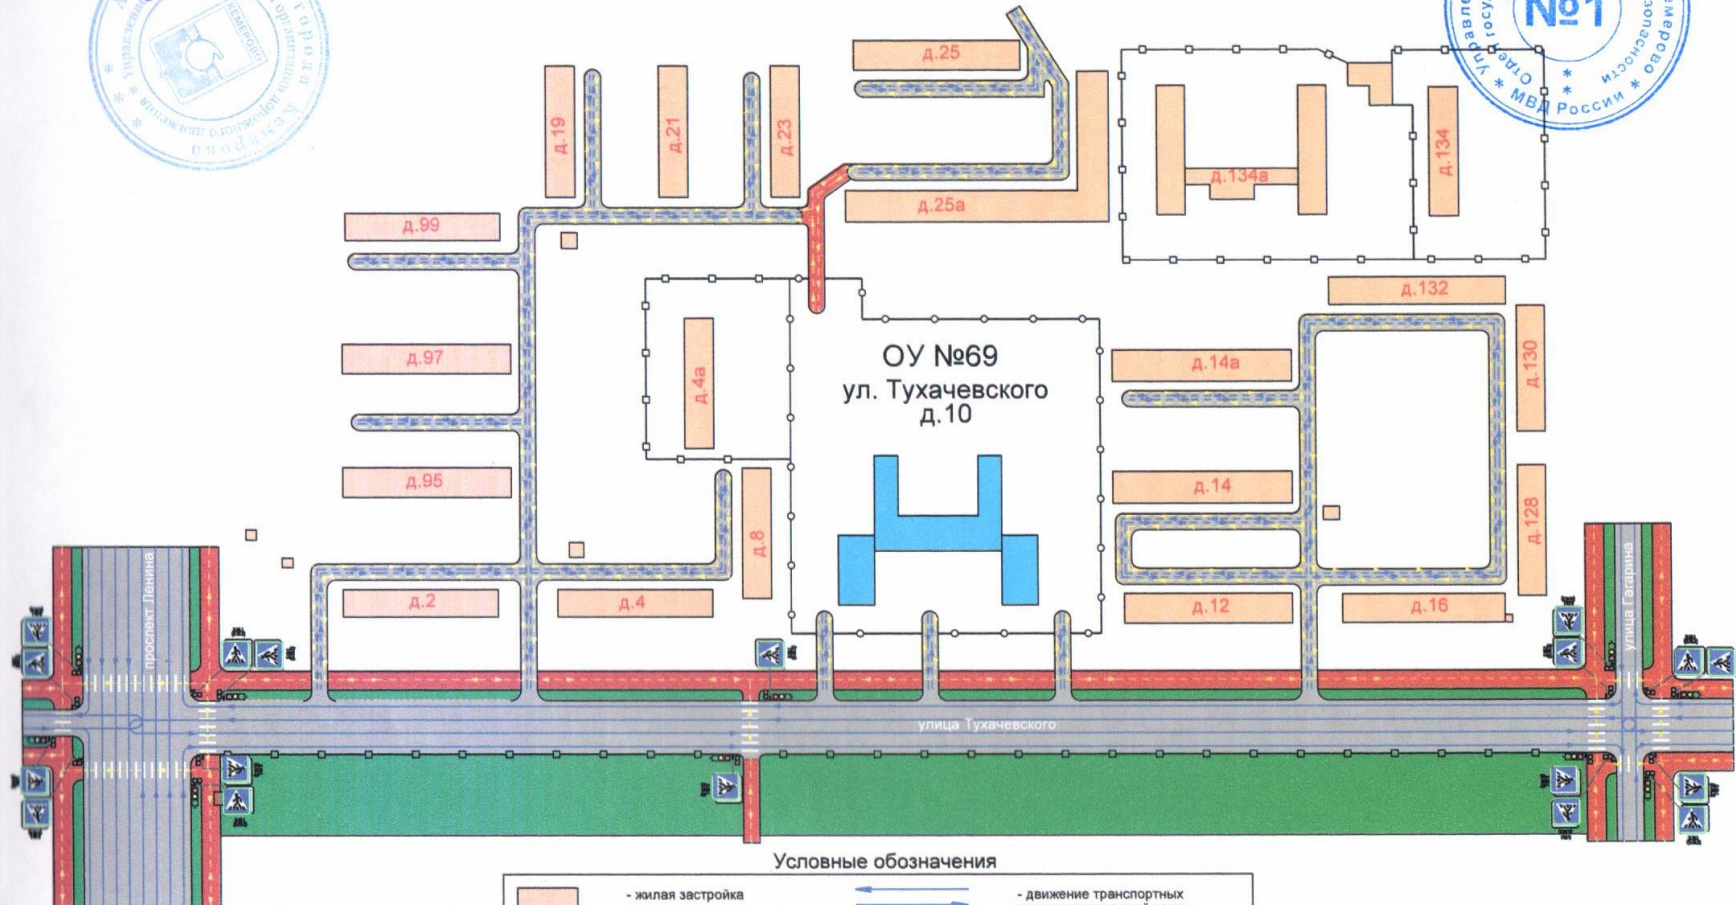 КЕМЕРОВО
№1
* МВД России *
д.25
д.19
д.21
д.23
д.134
д.134а
д.25а
д.99
д.132
ОУ №69
ул. Тухачевского
д.10
д.97
д.4а
д.14а
д.130
д.95
д.14
д.8
д.128
проспект Ленина
д.2
д.4
д.12
д.16
улица Гагарина
улица Тухачевского
Условные обозначения
- жилая застройка
- движение транспортных